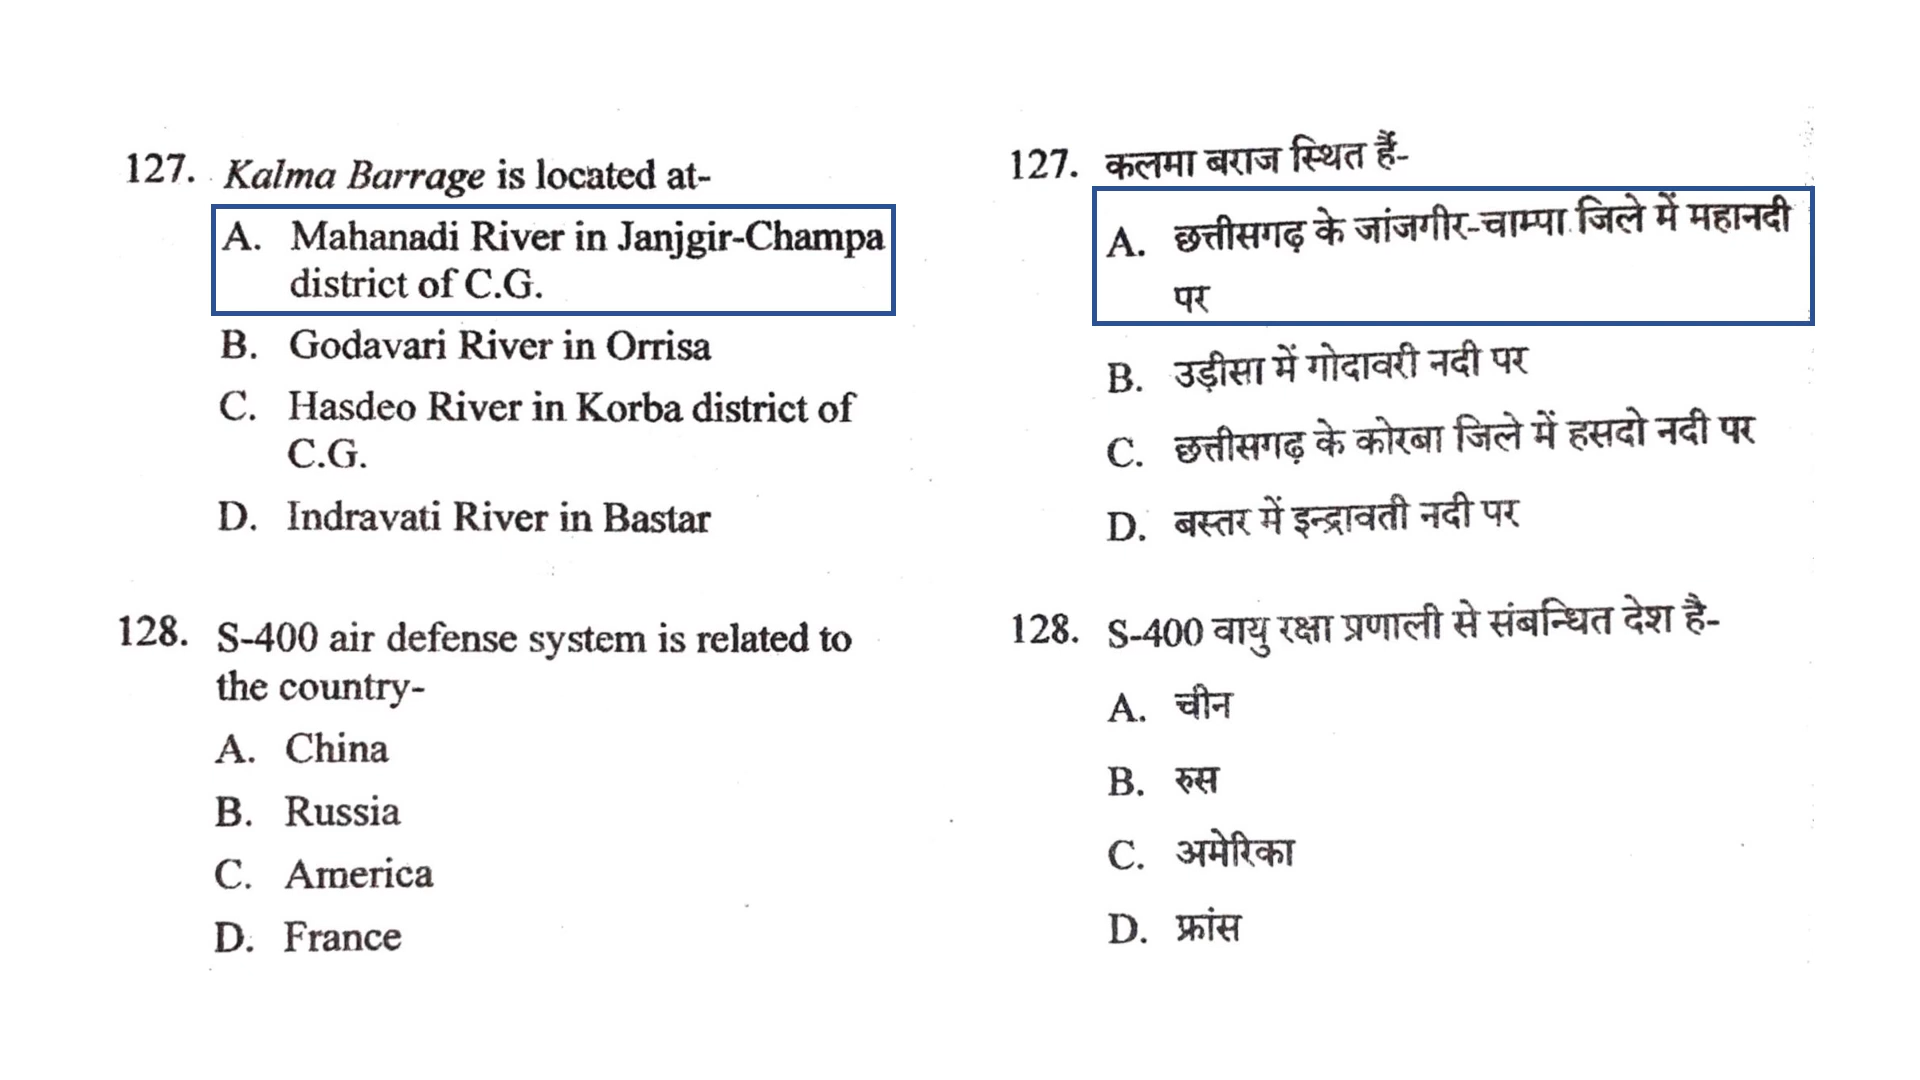 127. Kalma Barrage is located at-
A. Mahanadi River in Janjgir-Champa
district of C.G.
B. Godavari River in Orrisa
C. Hasdeo River in Korba district of
C.G.
D. Indravati River in Bastar
128. S-400 air defense system is related to
the country-
A. China
B. Russia
C. America
D. France
127. कलमा बराज स्थित हैं-
A. छत्तीसगढ़ के जांजगीर-चाम्पा जिले में महानदी
पर
B. उड़ीसा में गोदावरी नदी पर
C. छत्तीसगढ़ के कोरबा जिले में हसदो नदी पर
D. बस्तर में इन्द्रावती नदी पर
128. S-400 वायु रक्षा प्रणाली से संबन्धित देश है-
A. चीन
B. रुस
C. अमेरिका
D. फ्रांस